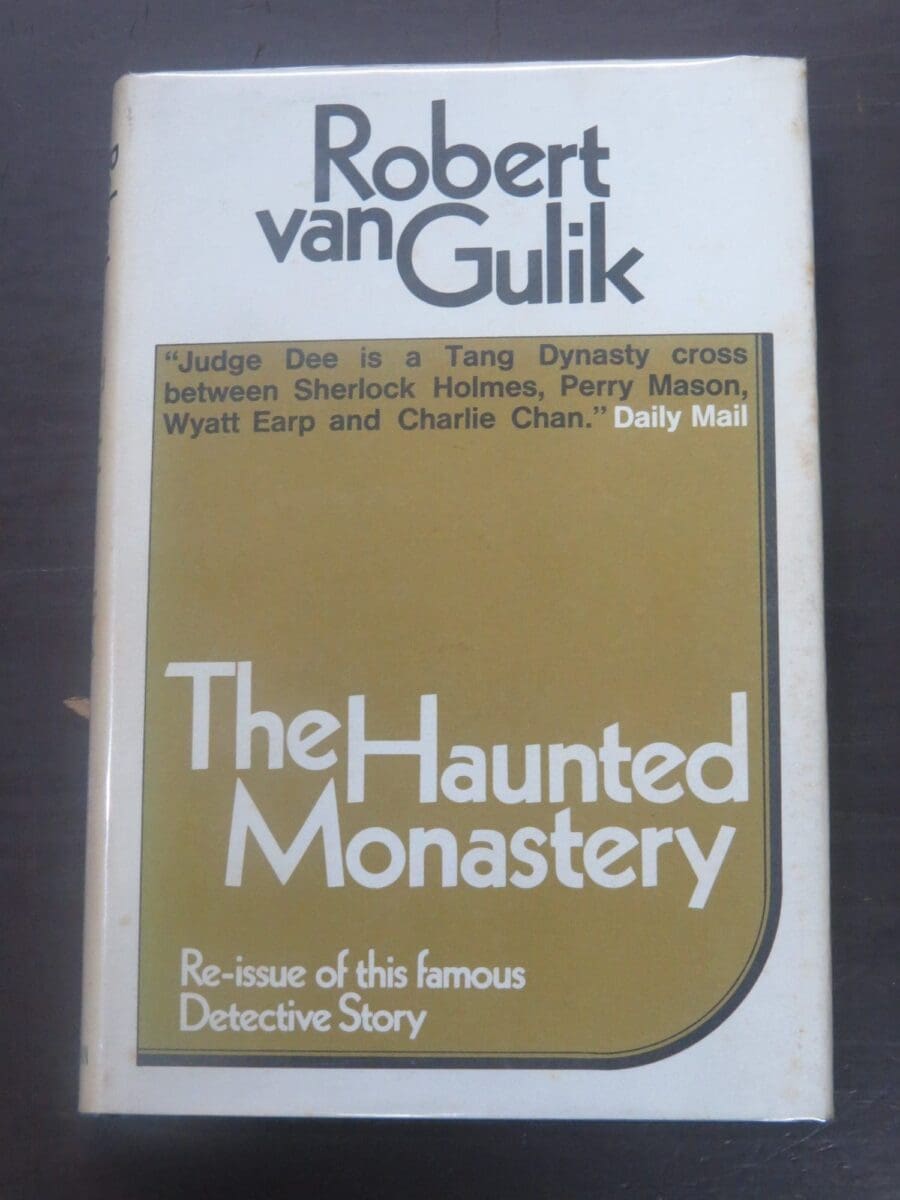 Robert
van Gulik
“Judge Dee is a Tang Dynasty cross
between Sherlock Holmes, Perry Mason,
Wyatt Earp and Charlie Chan.” Daily Mail
The Haunted
Monastery
Re-issue of this famous
Detective Story